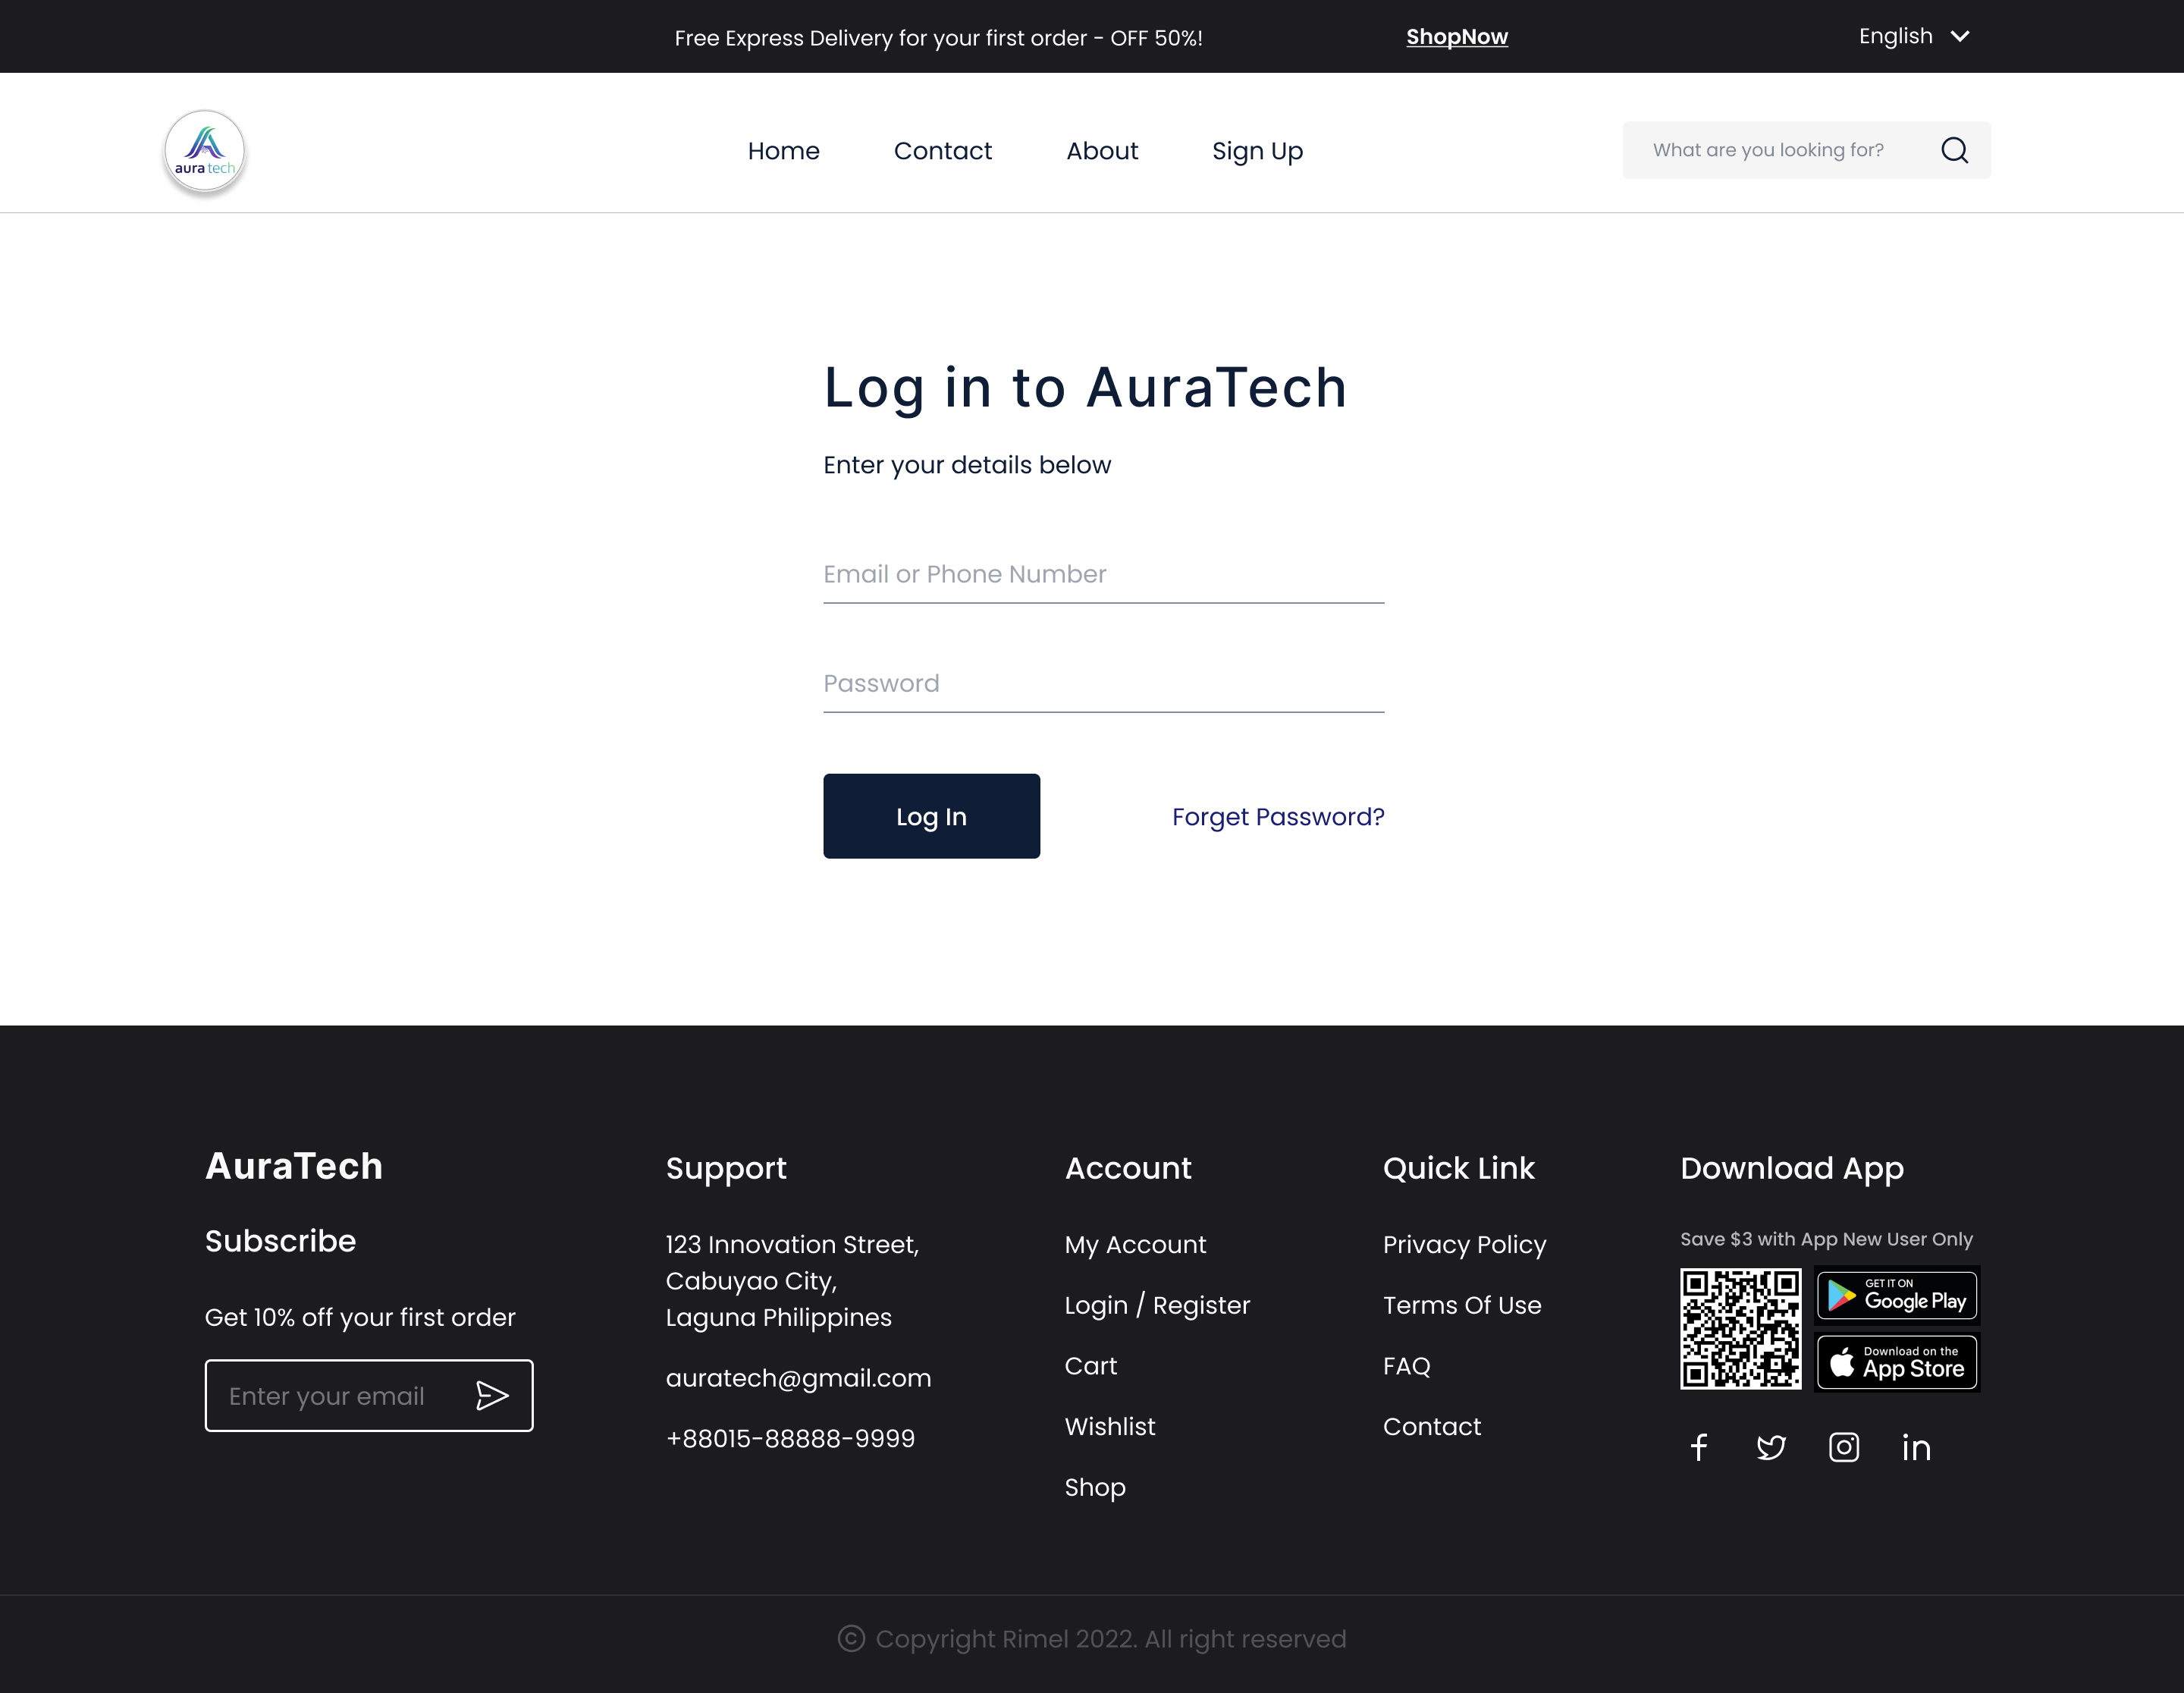 Free Express Delivery for your first order - OFF 50%!
ShopNow
English
aura tech
Home
Contact
About
Sign Up
What are you looking for?
Log in to AuraTech
Enter your details below
Email or Phone Number
Password
Log In
Forget Password?
AuraTech
Subscribe
Get 10% off your first order
Enter your email
Support
123 Innovation Street,
Cabuyao City,
Laguna Philippines
auratech@gmail.com
+88015-88888-9999
Account
My Account
Login / Register
Cart
Wishlist
Shop
Quick Link
Privacy Policy
Terms Of Use
FAQ
Contact
Download App
Save $3 with App New User Only
GET IT ON
Google Play
Download on the
App Store
© Copyright Rimel 2022. All right reserved